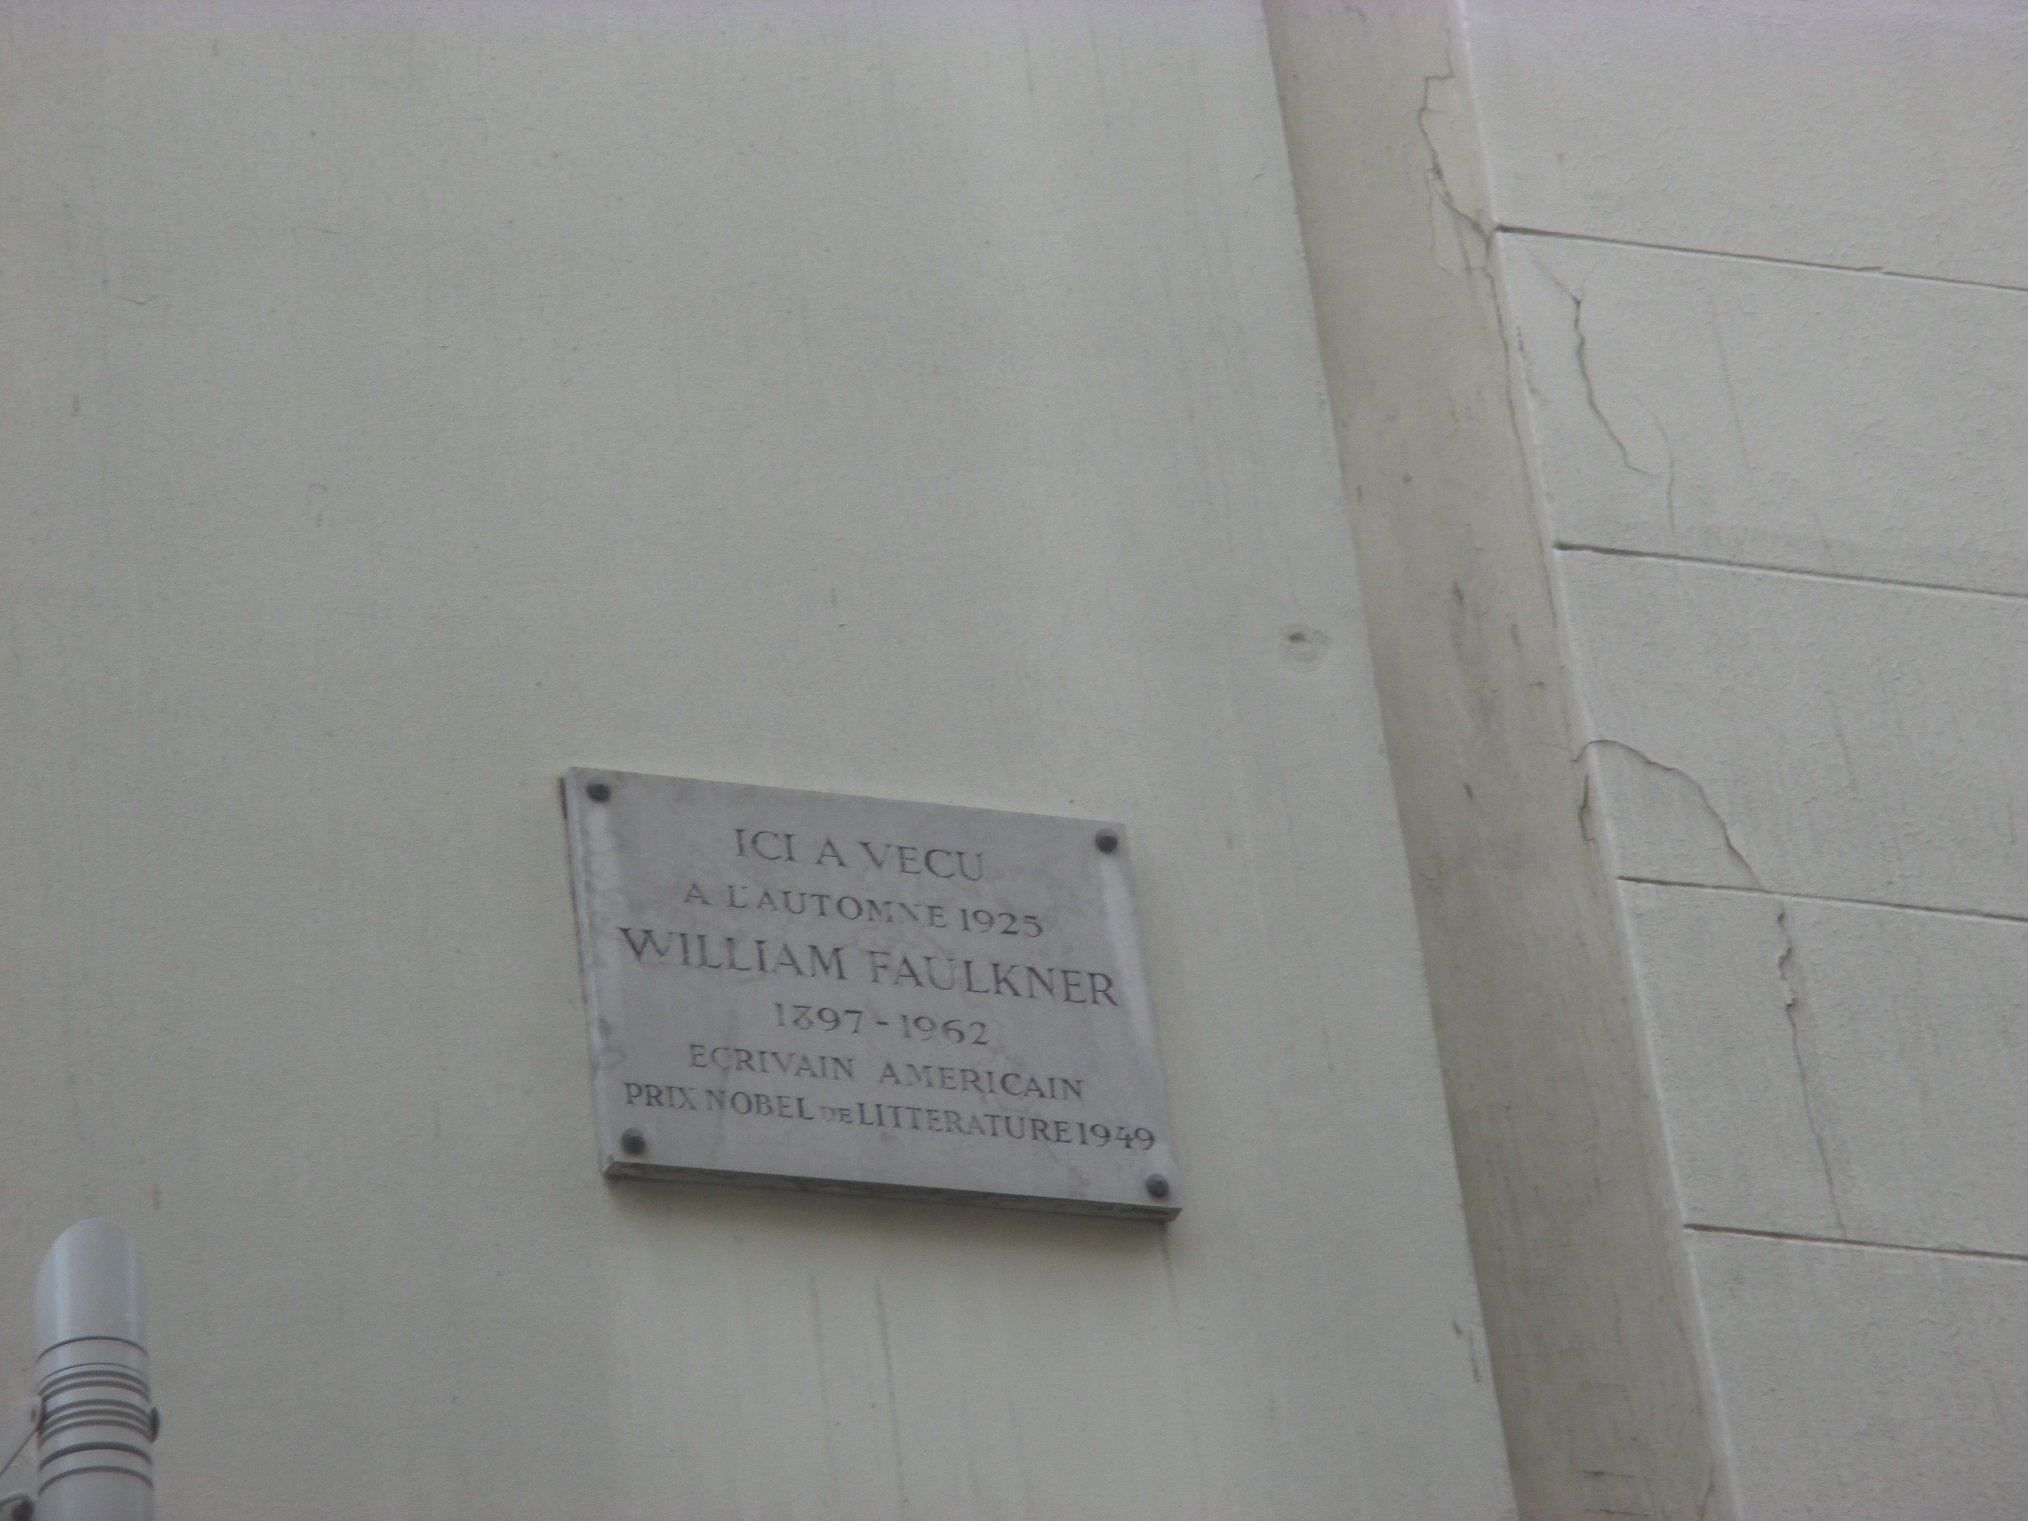 ICI A VECU
A L'AUTOMNE 1925
WILLIAM FAULKNER
1897-1962
ECRIVAIN AMERICAIN
PRIX NOBEL DE LITTERATURE 1949